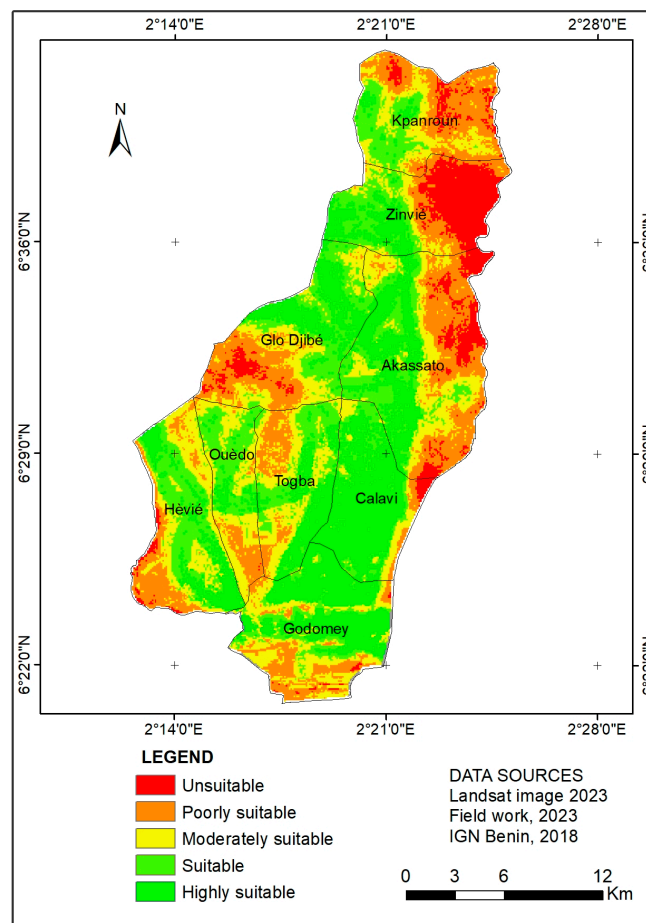 2°14'0"E 2°21'0"E 2°28'0"E
N
Kpanroun
Zinvié
6°36'0"N
Glo Djibé
Akassato
6°29'0"N
Ouèdo
Togba
Calavi
Hèvié
Godomey
6°22'0"N
2°14'0"E 2°21'0"E 2°28'0"E
LEGEND
Unsuitable
Poorly suitable
Moderately suitable
Suitable
Highly suitable
DATA SOURCES
Landsat image 2023
Field work, 2023
IGN Benin, 2018
0 3 6 12
Km